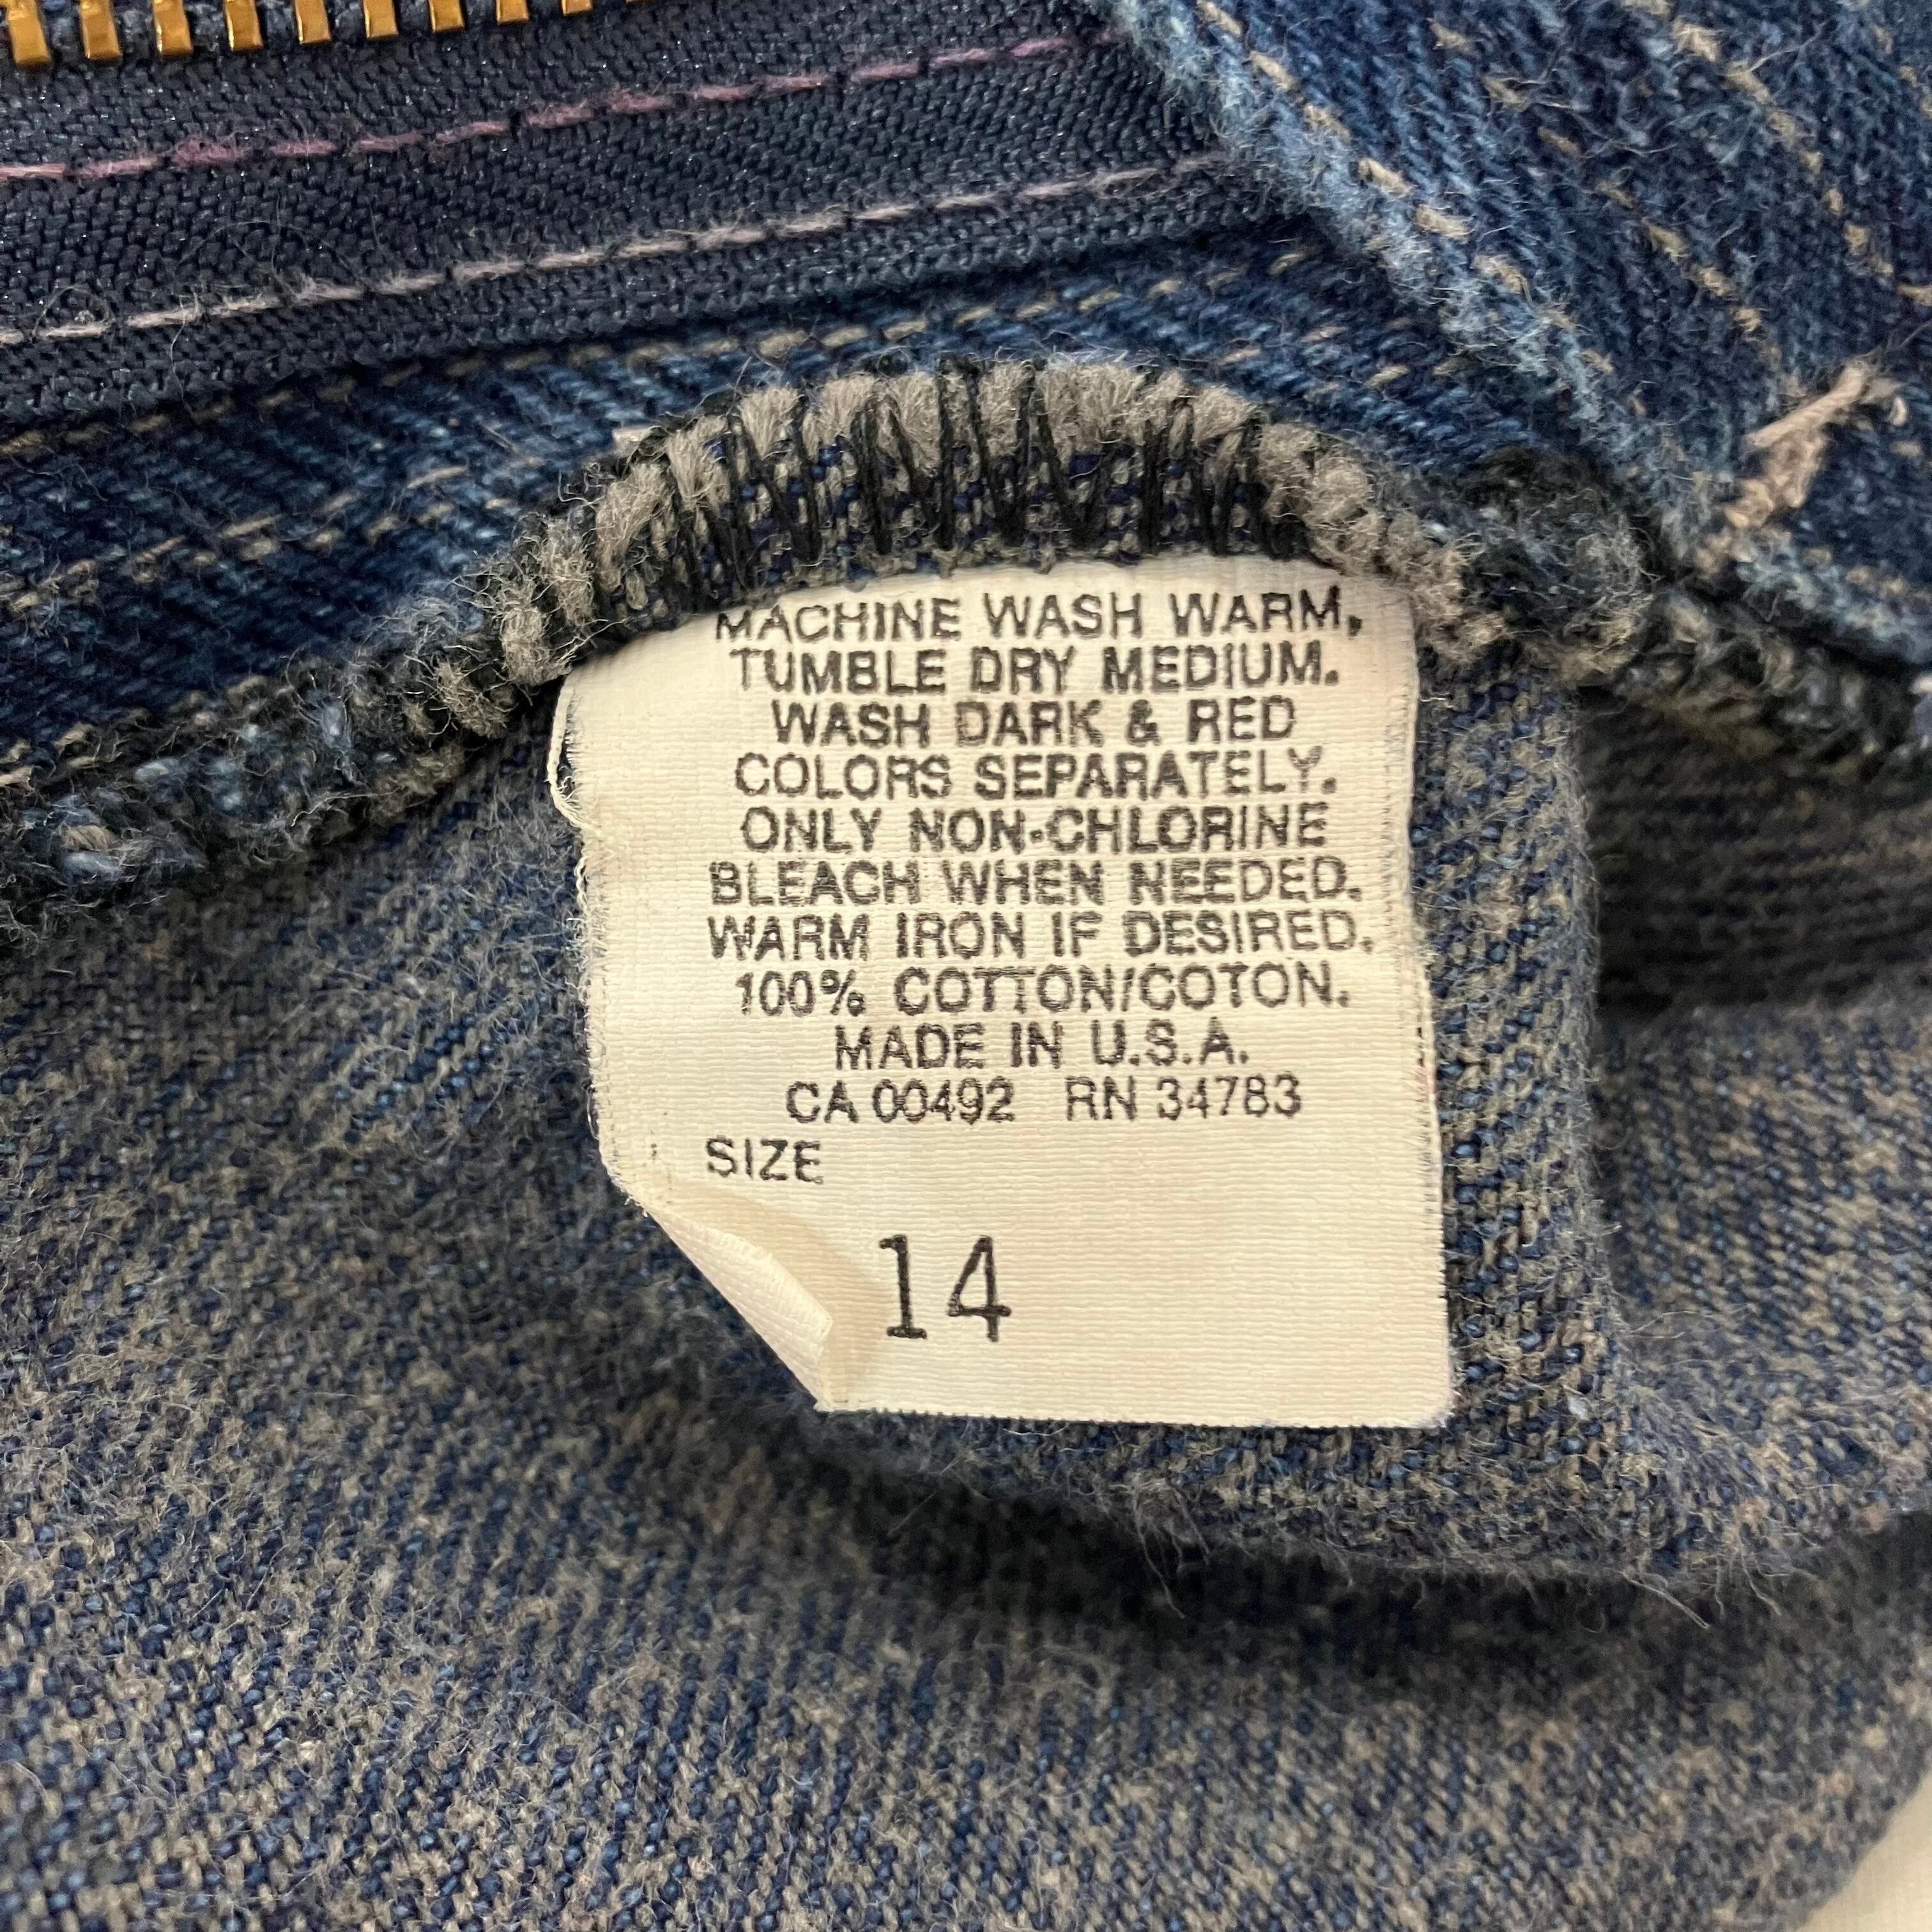 MACHINE WASH WARM,
TUMBLE DRY MEDIUM.
WASH DARK & RED
COLORS SEPARATELY.
ONLY NON-CHLORINE
BLEACH WHEN NEEDED.
WARM IRON IF DESIRED.
100% COTTON/COTON.
MADE IN U.S.A.
CA 00492 RN 34783
SIZE
14